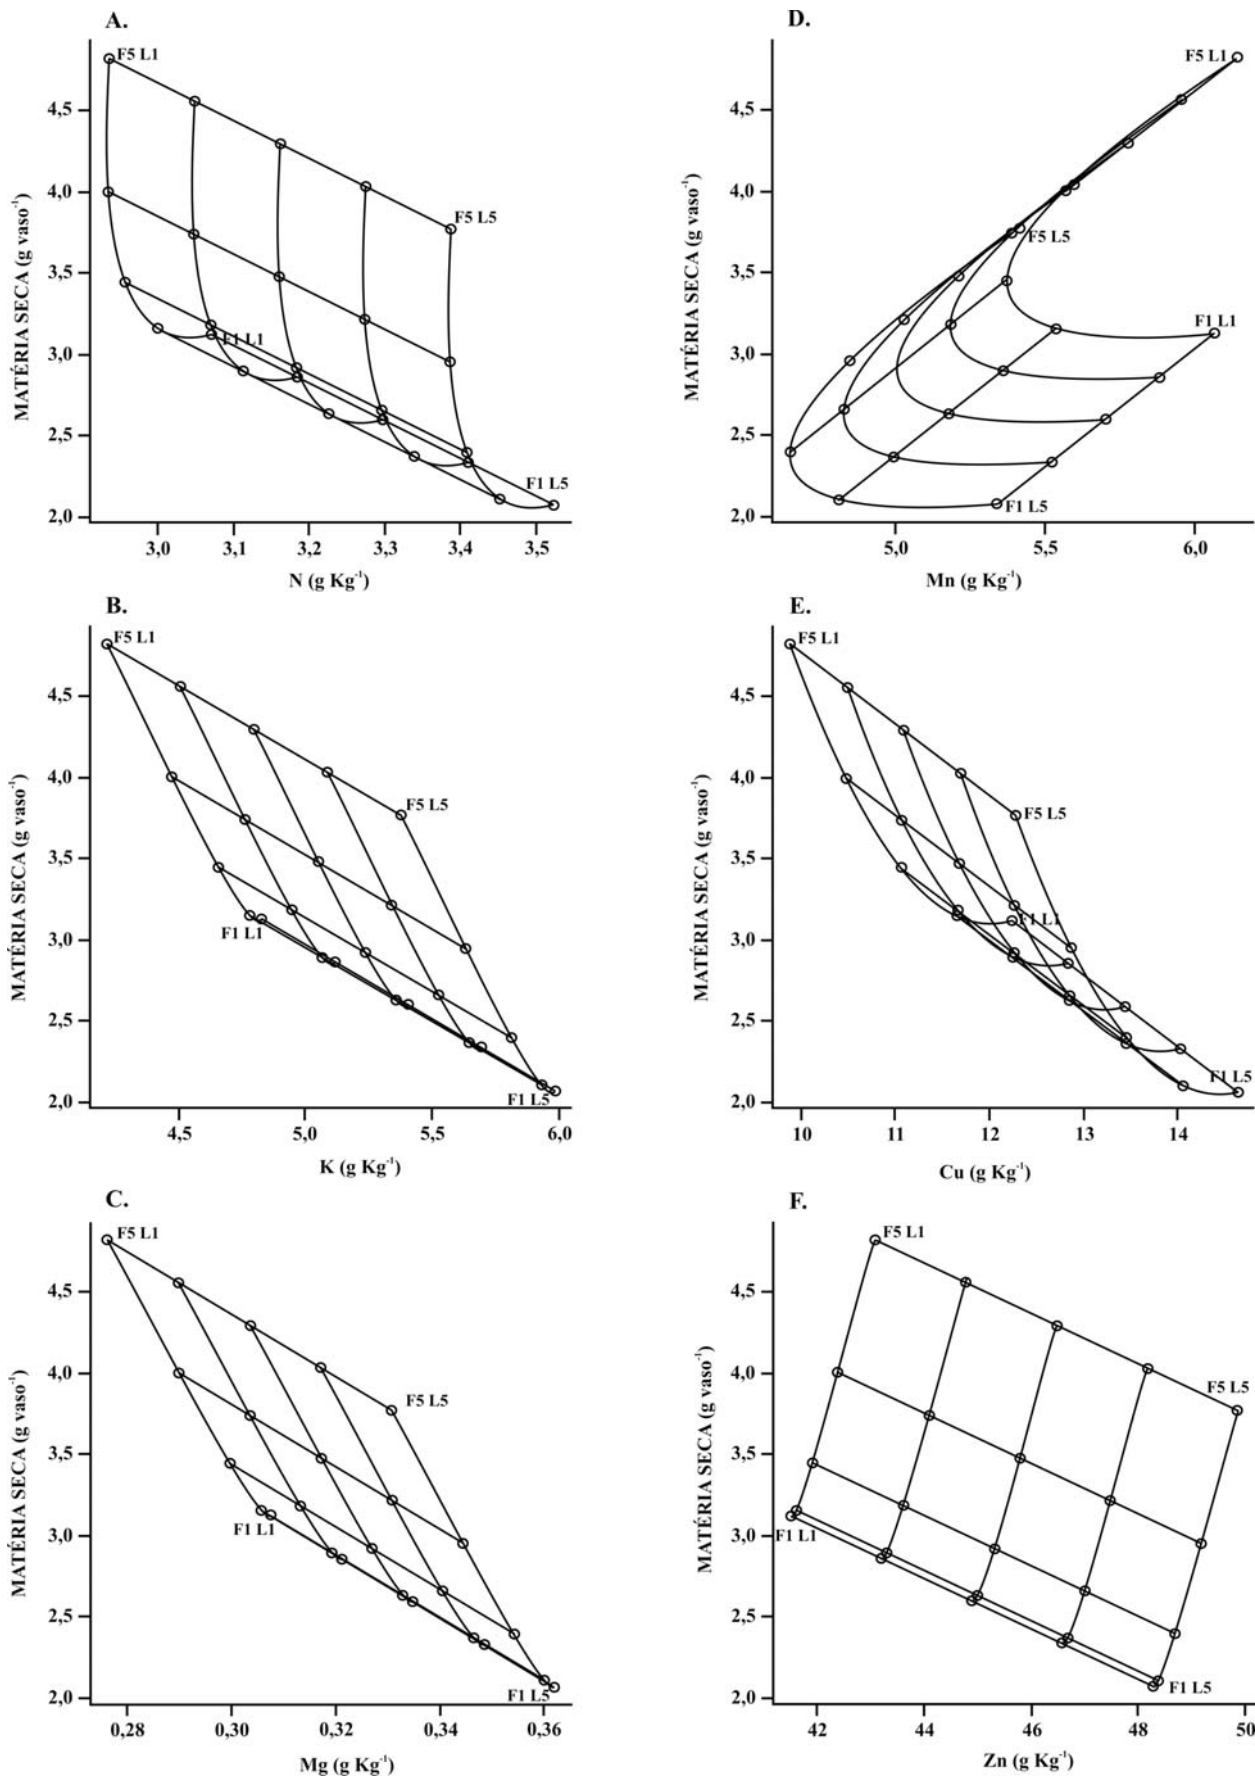 A.
F5 L1
F5 L5
F1 L1
F1 L5
4,5
4,0
3,5
3,0
2,5
2,0
MATÉRIA SECA (g vaso⁻¹)
3,0 3,1 3,2 3,3 3,4 3,5
N (g Kg⁻¹)
D.
F5 L1
F5 L5
F1 L1
F1 L5
4,5
4,0
3,5
3,0
2,5
2,0
MATÉRIA SECA (g vaso⁻¹)
5,0 5,5 6,0
Mn (g Kg⁻¹)
B.
F5 L1
F5 L5
F1 L1
F1 L5
4,5
4,0
3,5
3,0
2,5
2,0
MATÉRIA SECA (g vaso⁻¹)
4,5 5,0 5,5 6,0
K (g Kg⁻¹)
E.
F5 L1
F5 L5
F1 L1
F1 L5
4,5
4,0
3,5
3,0
2,5
2,0
MATÉRIA SECA (g vaso⁻¹)
10 11 12 13 14
Cu (g Kg⁻¹)
C.
F5 L1
F5 L5
F1 L1
F1 L5
4,5
4,0
3,5
3,0
2,5
2,0
MATÉRIA SECA (g vaso⁻¹)
0,28 0,30 0,32 0,34 0,36
Mg (g Kg⁻¹)
F.
F5 L1
F5 L5
F1 L1
F1 L5
4,5
4,0
3,5
3,0
2,5
2,0
MATÉRIA SECA (g vaso⁻¹)
42 44 46 48 50
Zn (g Kg⁻¹)